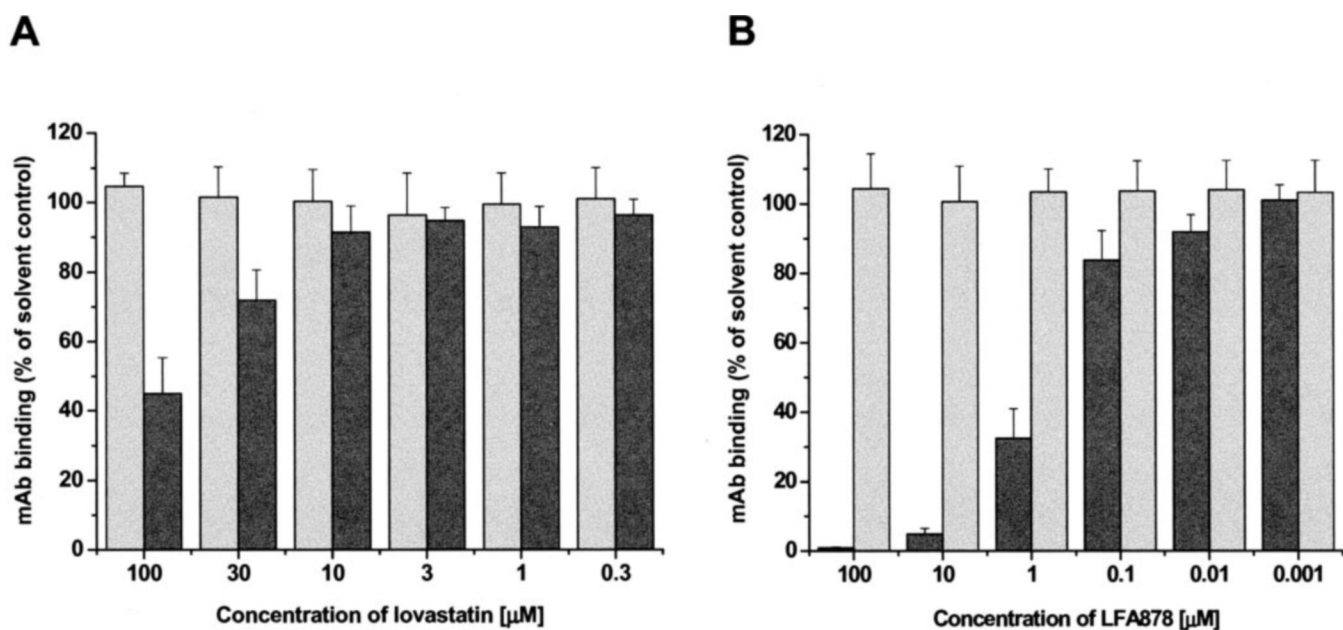 A
mAb binding (% of solvent control)
120
100
80
60
40
20
0
100 30 10 3 1 0.3
Concentration of lovastatin [µM]
B
mAb binding (% of solvent control)
120
100
80
60
40
20
0
100 10 1 0.1 0.01 0.001
Concentration of LFA878 [µM]